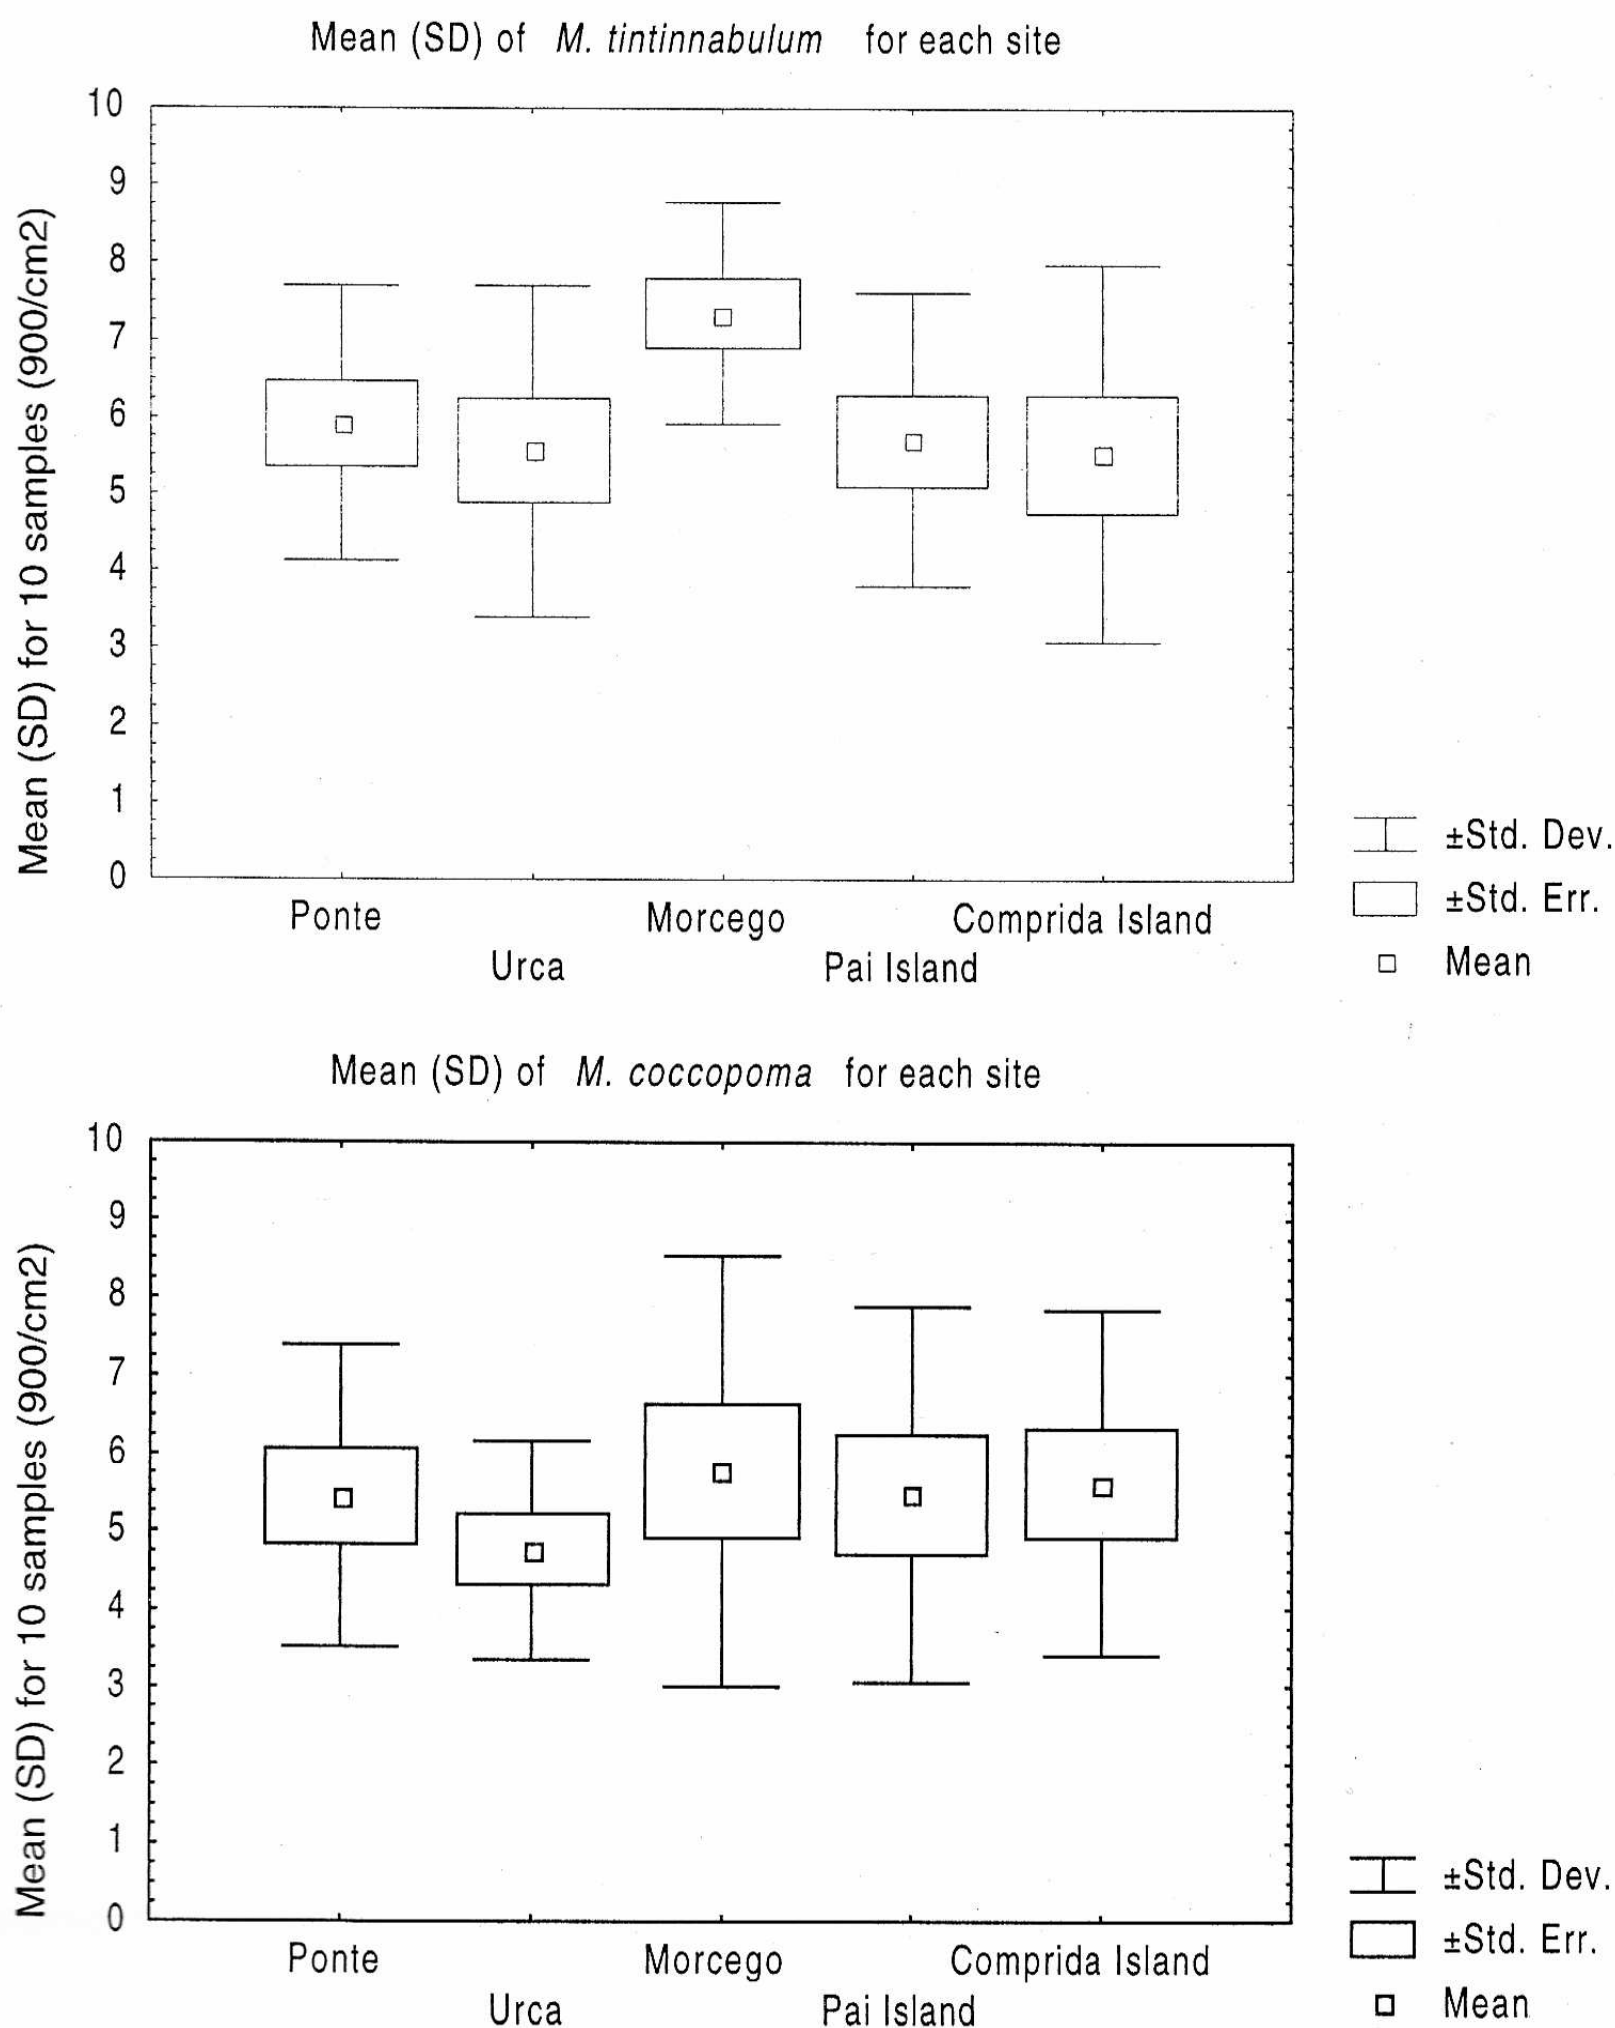 Mean (SD) of M. tintinnabulum for each site
Mean (SD) for 10 samples (900/cm2)
10
9
8
7
6
5
4
3
2
1
0
Ponte
Morcego
Comprida Island
Urca
Pai Island
±Std. Dev.
±Std. Err.
Mean
Mean (SD) of M. coccopoma for each site
Mean (SD) for 10 samples (900/cm2)
10
9
8
7
6
5
4
3
2
1
0
Ponte
Morcego
Comprida Island
Urca
Pai Island
±Std. Dev.
±Std. Err.
Mean